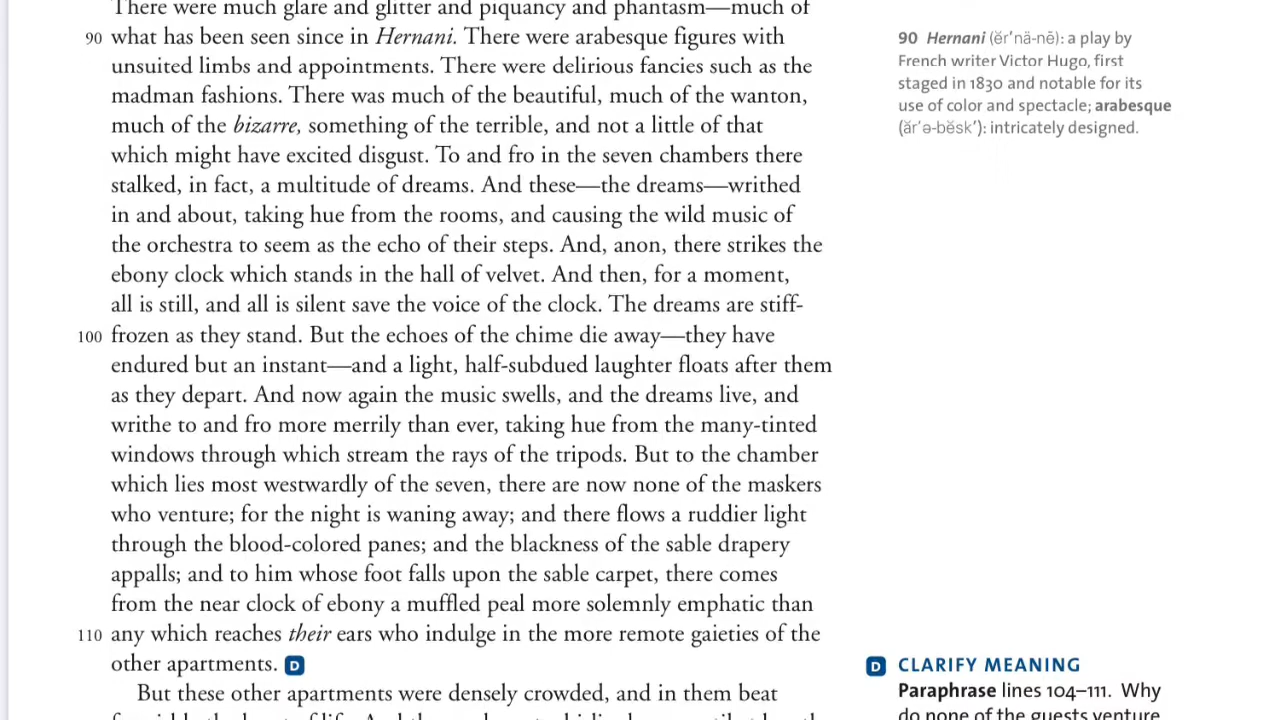 There were much glare and glitter and piquancy and phantasm—much of
90 what has been seen since in Hernani. There were arabesque figures with
unsuited limbs and appointments. There were delirious fancies such as the
madman fashions. There was much of the beautiful, much of the wanton,
much of the bizarre, something of the terrible, and not a little of that
which might have excited disgust. To and fro in the seven chambers there
stalked, in fact, a multitude of dreams. And these—the dreams—writhed
in and about, taking hue from the rooms, and causing the wild music of
the orchestra to seem as the echo of their steps. And, anon, there strikes the
ebony clock which stands in the hall of velvet. And then, for a moment,
all is still, and all is silent save the voice of the clock. The dreams are stiff-
100 frozen as they stand. But the echoes of the chime die away—they have
endured but an instant—and a light, half-subdued laughter floats after them
as they depart. And now again the music swells, and the dreams live, and
writhe to and fro more merrily than ever, taking hue from the many-tinted
windows through which stream the rays of the tripods. But to the chamber
which lies most westwardly of the seven, there are now none of the maskers
who venture; for the night is waning away; and there flows a ruddier light
through the blood-colored panes; and the blackness of the sable drapery
appalls; and to him whose foot falls upon the sable carpet, there comes
from the near clock of ebony a muffled peal more solemnly emphatic than
110 any which reaches their ears who indulge in the more remote gaieties of the
other apartments. D
But these other apartments were densely crowded, and in them beat
90 Hernani (ĕr′nä-nē): a play by
French writer Victor Hugo, first
staged in 1830 and notable for its
use of color and spectacle; arabesque
(ăr′ə-bĕsk′): intricately designed.
D CLARIFY MEANING
Paraphrase lines 104–111. Why
do none of the guests venture